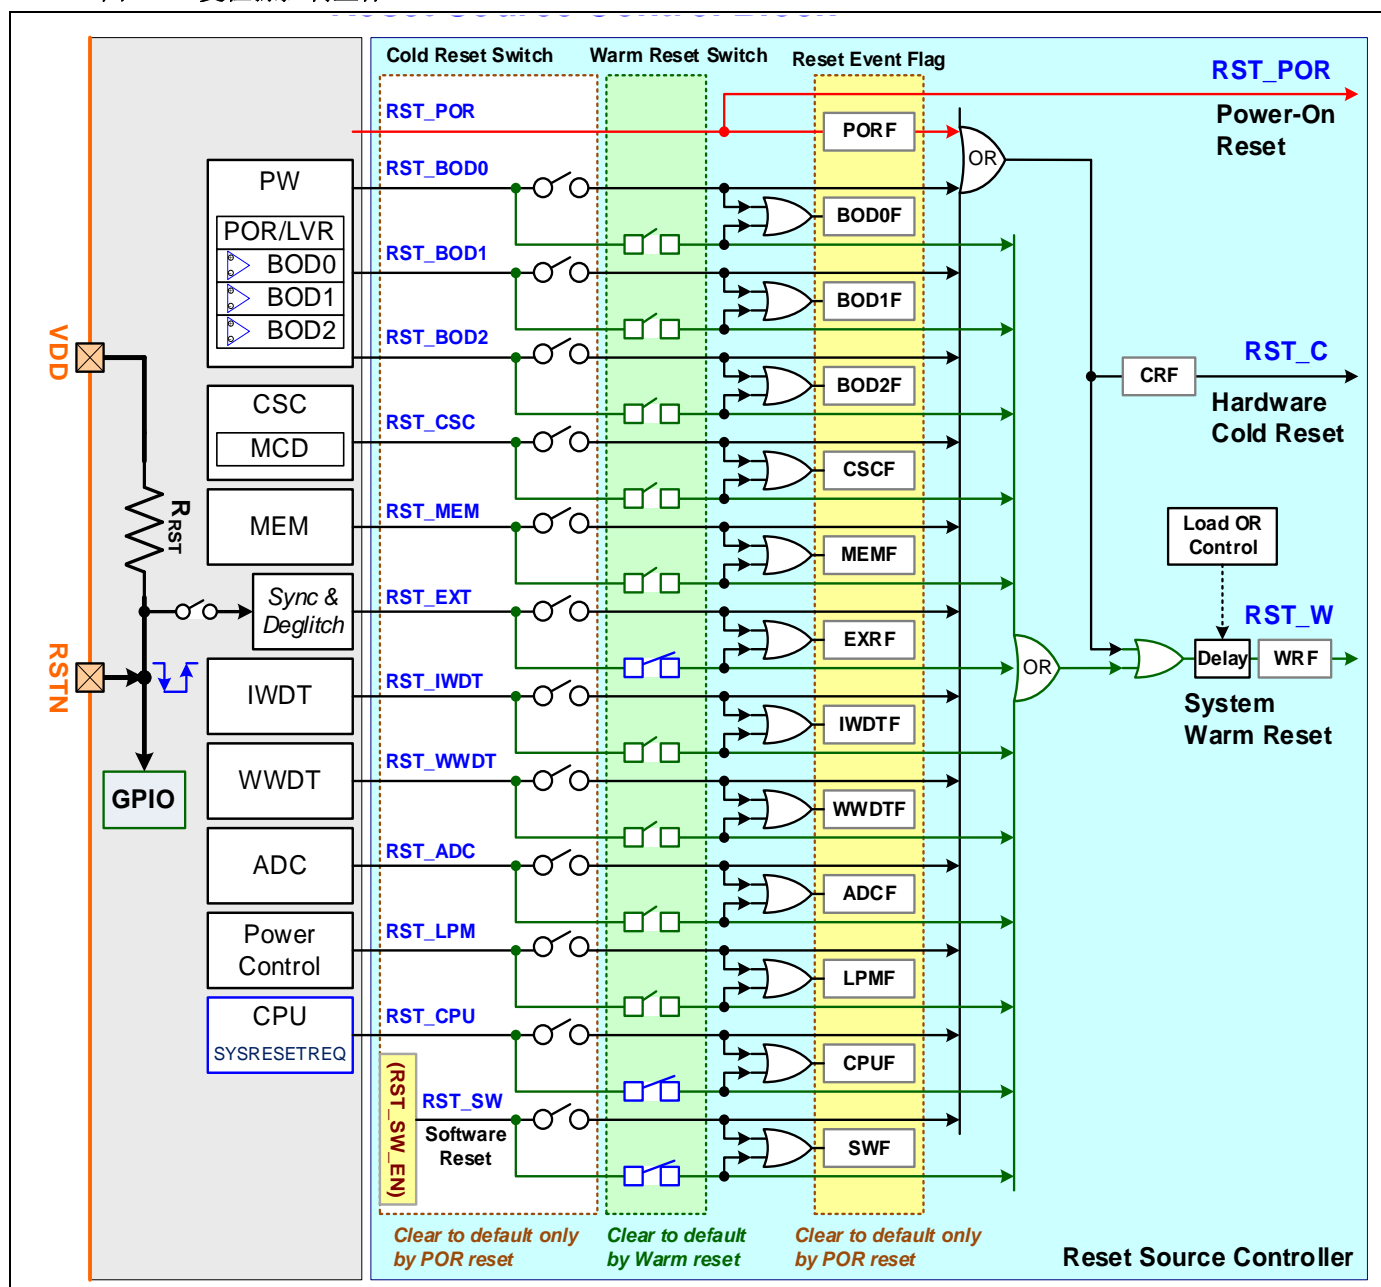 Reset Source Control Block
Cold Reset Switch
Warm Reset Switch
Reset Event Flag
RST_POR
Power-On
Reset
RST_POR
PORF
OR
PW
POR/LVR
BOD0
BOD1
BOD2
RST_BOD0
BOD0F
RST_BOD1
BOD1F
RST_BOD2
BOD2F
VDD
CSC
MCD
RST_CSC
CSCF
CRF
RST_C
Hardware
Cold Reset
RRST
MEM
RST_MEM
MEMF
Load OR
Control
Sync &
Deglitch
RST_EXT
EXRF
RSTN
OR
Delay
WRF
RST_W
System
Warm Reset
IWDT
RST_IWDT
IWDTF
WWDT
RST_WWDT
WWDTF
GPIO
ADC
RST_ADC
ADCF
Power
Control
RST_LPM
LPMF
CPU
SYSRESETREQ
RST_CPU
CPUF
(RST_SW_EN)
RST_SW
Software
Reset
SWF
Clear to default only
by POR reset
Clear to default
by Warm reset
Clear to default only
by POR reset
Reset Source Controller